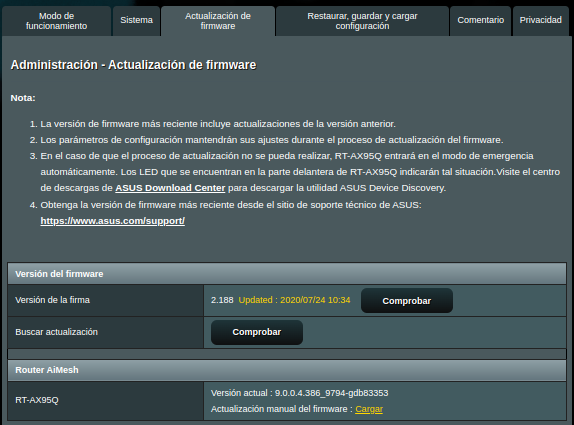 Modo de
funcionamiento
Sistema
Actualización de
firmware
Restaurar, guardar y cargar
configuración
Comentario
Privacidad
Administración - Actualización de firmware
Nota:
1. La versión de firmware más reciente incluye actualizaciones de la versión anterior.
2. Los parámetros de configuración mantendrán sus ajustes durante el proceso de actualización del firmware.
3. En el caso de que el proceso de actualización no se pueda realizar, RT-AX95Q entrará en el modo de emergencia
automáticamente. Los LED que se encuentran en la parte delantera de RT-AX95Q indicarán tal situación.Visite el centro
de descargas de ASUS Download Center para descargar la utilidad ASUS Device Discovery.
4. Obtenga la versión de firmware más reciente desde el sitio de soporte técnico de ASUS:
https://www.asus.com/support/
Versión del firmware
Versión de la firma
2.188 Updated : 2020/07/24 10:34
Comprobar
Buscar actualización
Comprobar
Router AiMesh
RT-AX95Q
Versión actual : 9.0.0.4.386_9794-gdb83353
Actualización manual del firmware : Cargar